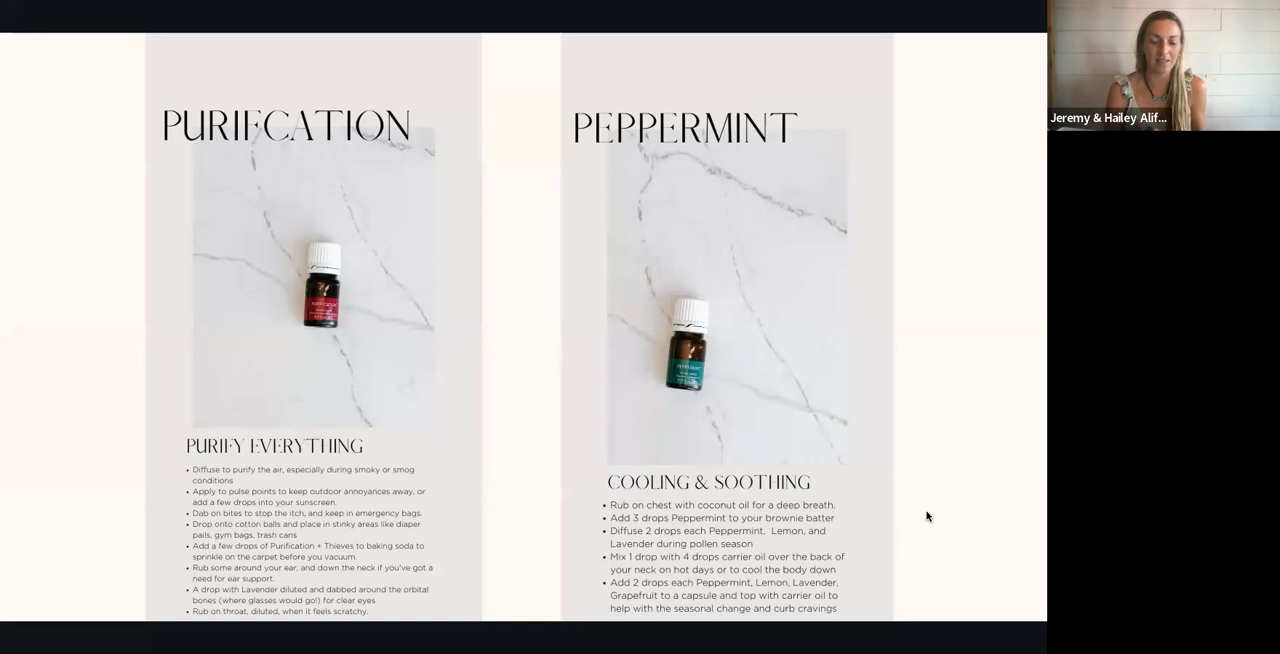 PURIFCATION
PURIFY EVERYTHING
• Diffuse to purify the air, especially during smoky or smog
conditions
• Apply to pulse points to keep outdoor annoyances away, or
add a few drops into your sunscreen.
• Dab on bites to stop the itch, and keep in emergency bags.
• Drop onto cotton balls and place in stinky areas like diaper
pails, gym bags, trash cans
• Add a few drops of Purification + Thieves to baking soda to
sprinkle on the carpet before you vacuum.
• Rub some around your ear, and down the neck if you've got a
need for ear support.
• A drop with Lavender diluted and dabbed around the orbital
bones (where glasses would go!) for clear eyes
• Rub on throat, diluted, when it feels scratchy.
PEPPERMINT
COOLING & SOOTHING
• Rub on chest with coconut oil for a deep breath.
• Add 3 drops Peppermint to your brownie batter
• Diffuse 2 drops each Peppermint, Lemon, and
Lavender during pollen season
• Mix 1 drop with 4 drops carrier oil over the back of
your neck on hot days or to cool the body down
• Add 2 drops each Peppermint, Lemon, Lavender,
Grapefruit to a capsule and top with carrier oil to
help with the seasonal change and curb cravings
Jeremy & Hailey Alif...